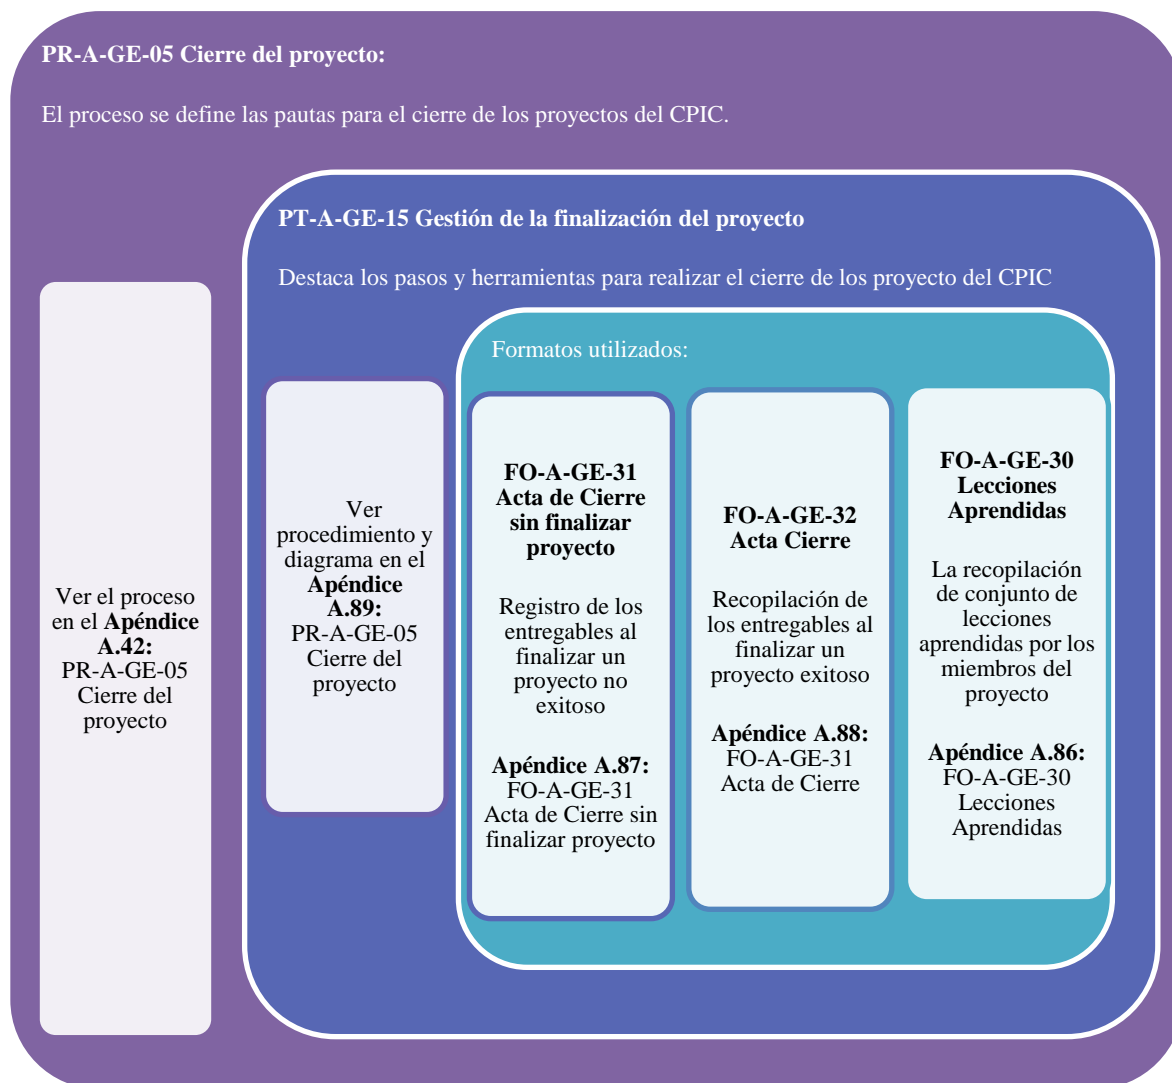 PR-A-GE-05 Cierre del proyecto:
El proceso se define las pautas para el cierre de los proyectos del CPIC.
PT-A-GE-15 Gestión de la finalización del proyecto
Destaca los pasos y herramientas para realizar el cierre de los proyecto del CPIC
Formatos utilizados:
Ver el proceso
en el Apéndice
A.42:
PR-A-GE-05
Cierre del
proyecto
Ver
procedimiento y
diagrama en el
Apéndice
A.89:
PR-A-GE-05
Cierre del
proyecto
FO-A-GE-31
Acta de Cierre
sin finalizar
proyecto
Registro de los
entregables al
finalizar un
proyecto no
exitoso
Apéndice A.87:
FO-A-GE-31
Acta de Cierre sin
finalizar proyecto
FO-A-GE-32
Acta Cierre
Recopilación de
los entregables al
finalizar un
proyecto exitoso
Apéndice A.88:
FO-A-GE-31
Acta de Cierre
FO-A-GE-30
Lecciones
Aprendidas
La recopilación
de conjunto de
lecciones
aprendidas por los
miembros del
proyecto
Apéndice A.86:
FO-A-GE-30
Lecciones
Aprendidas